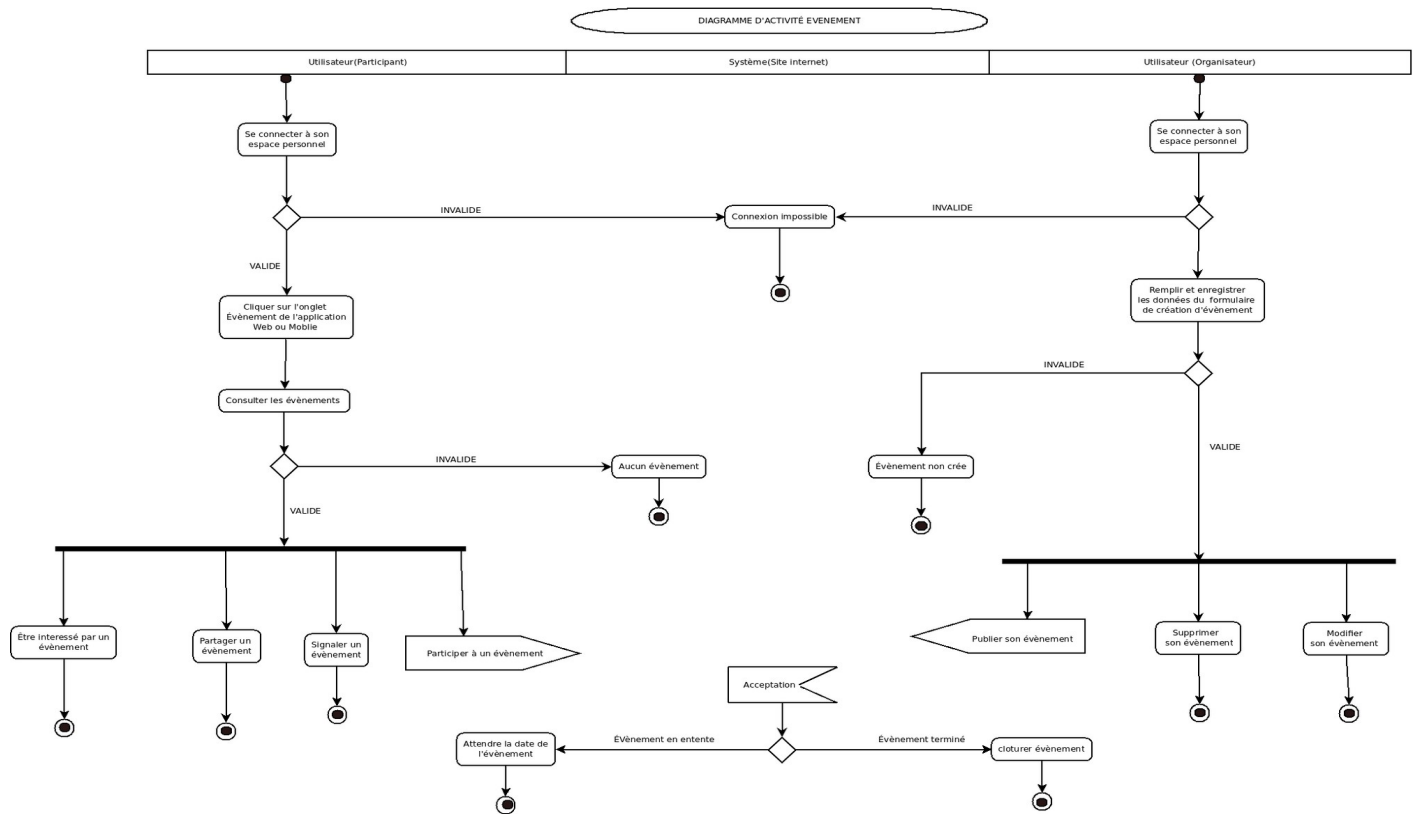 DIAGRAMME D'ACTIVITÉ EVENEMENT
Utilisateur(Participant)
Système(Site internet)
Utilisateur (Organisateur)
Se connecter à son
espace personnel
Se connecter à son
espace personnel
INVALIDE
Connexion impossible
INVALIDE
VALIDE
Cliquer sur l'onglet
Évènement de l'application
Web ou Moblie
Remplir et enregistrer
les données du formulaire
de création d'évènement
INVALIDE
Consulter les évènements
VALIDE
INVALIDE
Aucun évènement
Évènement non crée
VALIDE
Être interessé par un
évènement
Partager un
évènement
Signaler un
évènement
Participer à un évènement
Publier son évènement
Supprimer
son évènement
Modifier
son évènement
Acceptation
Attendre la date de
l'évènement
ÉVènement en entente
Évènement terminé
cloturer évènement